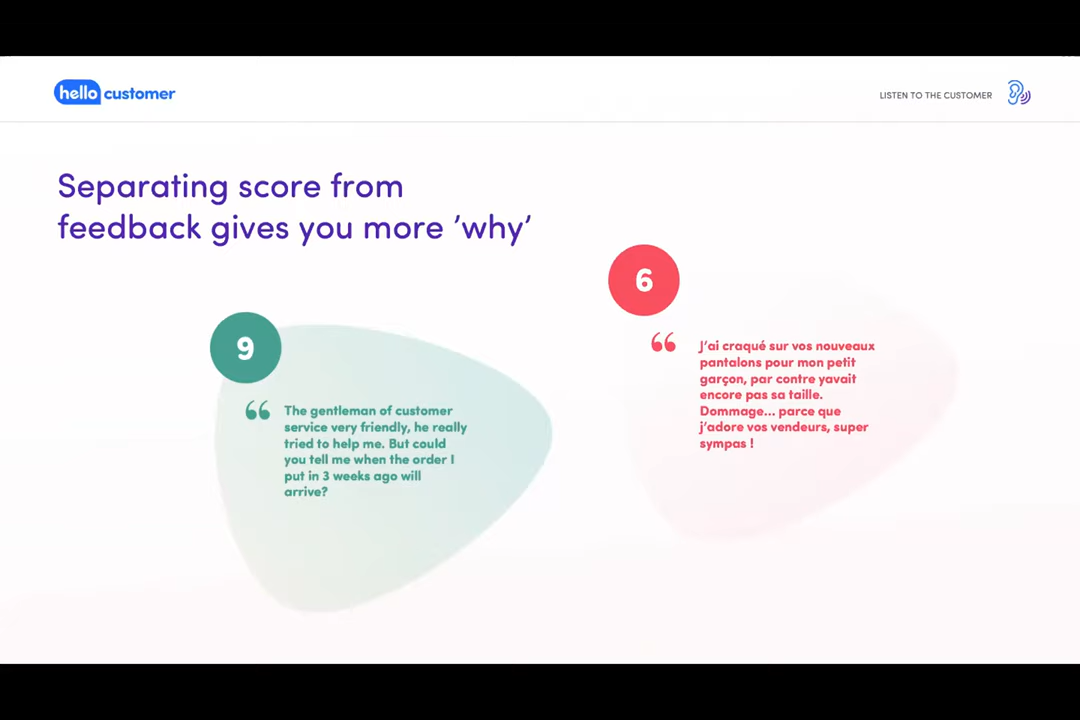 hello customer
LISTEN TO THE CUSTOMER
Separating score from
feedback gives you more ’why’
9
“
The gentleman of customer
service very friendly, he really
tried to help me. But could
you tell me when the order I
put in 3 weeks ago will
arrive?
6
“
J’ai craqué sur vos nouveaux
pantalons pour mon petit
garçon, par contre yavait
encore pas sa taille.
Dommage... parce que
j’adore vos vendeurs, super
sympas !